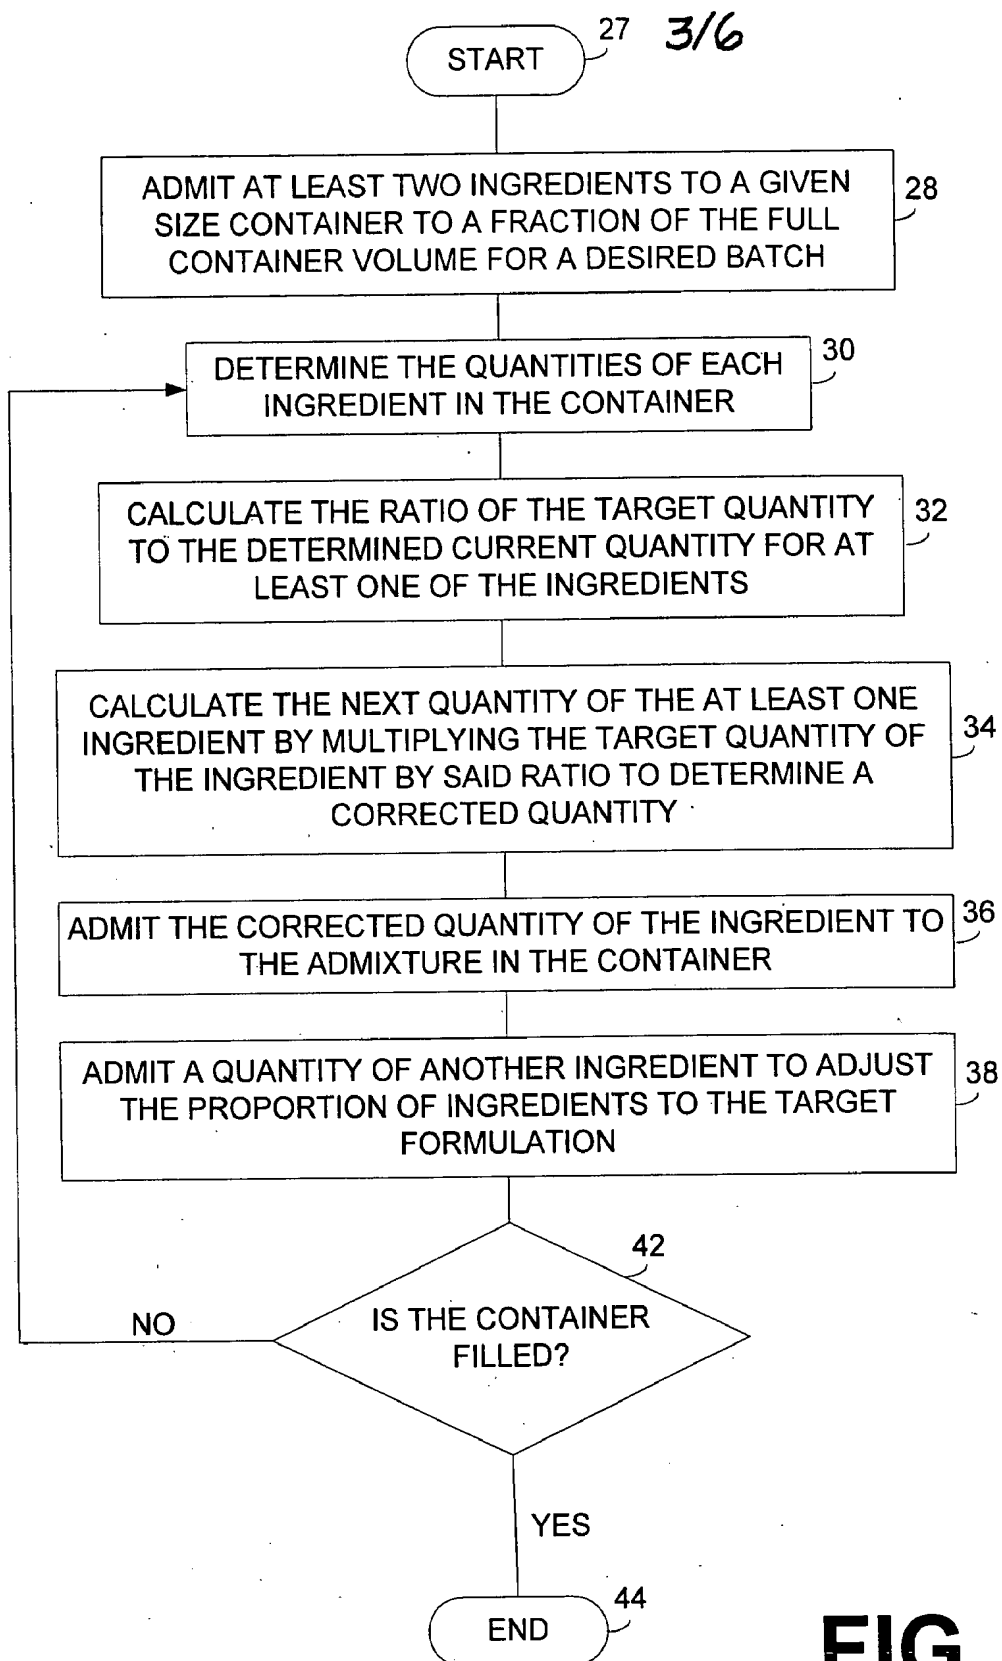 27 3/6
START
ADMIT AT LEAST TWO INGREDIENTS TO A GIVEN
SIZE CONTAINER TO A FRACTION OF THE FULL
CONTAINER VOLUME FOR A DESIRED BATCH
28
DETERMINE THE QUANTITIES OF EACH
INGREDIENT IN THE CONTAINER
30
CALCULATE THE RATIO OF THE TARGET QUANTITY
TO THE DETERMINED CURRENT QUANTITY FOR AT
LEAST ONE OF THE INGREDIENTS
32
CALCULATE THE NEXT QUANTITY OF THE AT LEAST ONE
INGREDIENT BY MULTIPLYING THE TARGET QUANTITY OF
THE INGREDIENT BY SAID RATIO TO DETERMINE A
CORRECTED QUANTITY
34
ADMIT THE CORRECTED QUANTITY OF THE INGREDIENT TO
THE ADMIXTURE IN THE CONTAINER
36
ADMIT A QUANTITY OF ANOTHER INGREDIENT TO ADJUST
THE PROPORTION OF INGREDIENTS TO THE TARGET
FORMULATION
38
42
IS THE CONTAINER
FILLED?
NO
YES
44
END
FIG